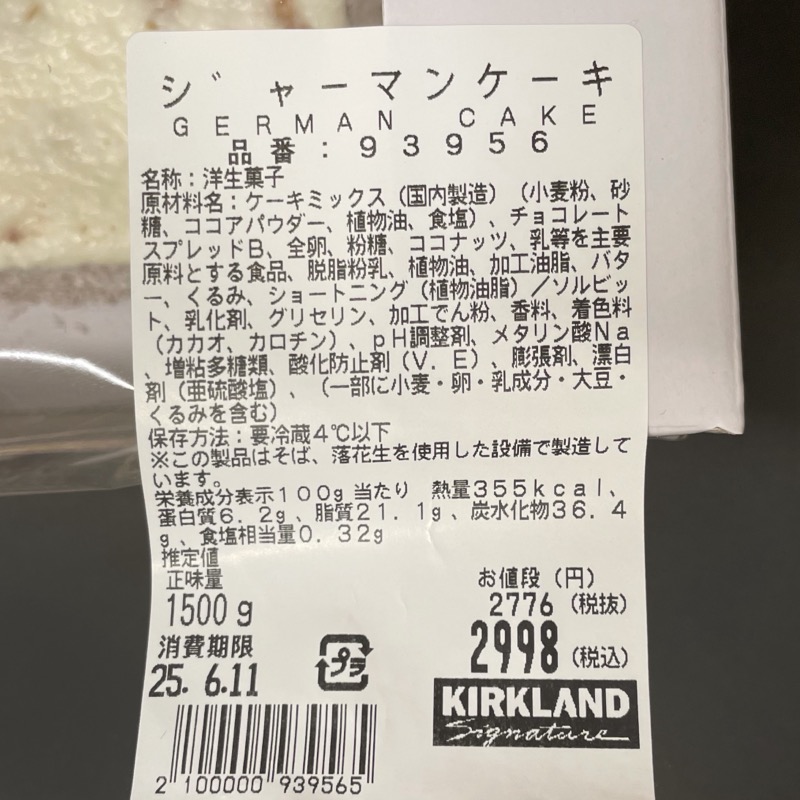 ジャーマンケーキ
GERMAN CAKE
品番:93956
名称:洋生菓子
原材料名:ケーキミックス(国内製造)(小麦粉、砂
糖、ココアパウダー、植物油、食塩)、チョコレート
スプレッドB、全卵、粉糖、ココナッツ、乳等を主要
原料とする食品、脱脂粉乳、植物油、加工油脂、バタ
ー、くるみ、ショートニング(植物油脂)/ソルビッ
ト、乳化剤、グリセリン、加工でん粉、香料、着色料
(カカオ、カロチン)、pH調整剤、メタリン酸Na
、増粘多糖類、酸化防止剤(V.E)、膨張剤、漂白
剤(亜硫酸塩)、(一部に小麦・卵・乳成分・大豆・
くるみを含む)
保存方法:要冷蔵4℃以下
※この製品はそば、落花生を使用した設備で製造して
います。
栄養成分表示100g当たり 熱量355kcal、
蛋白質6.2g、脂質21.1g、炭水化物36.4
g、食塩相当量0.32g
推定値
正味量
1500g
お値段(円)
2776(税抜)
2998(税込)
消費期限
25.6.11
プラ
KIRKLAND
Signature
2 100000 939565